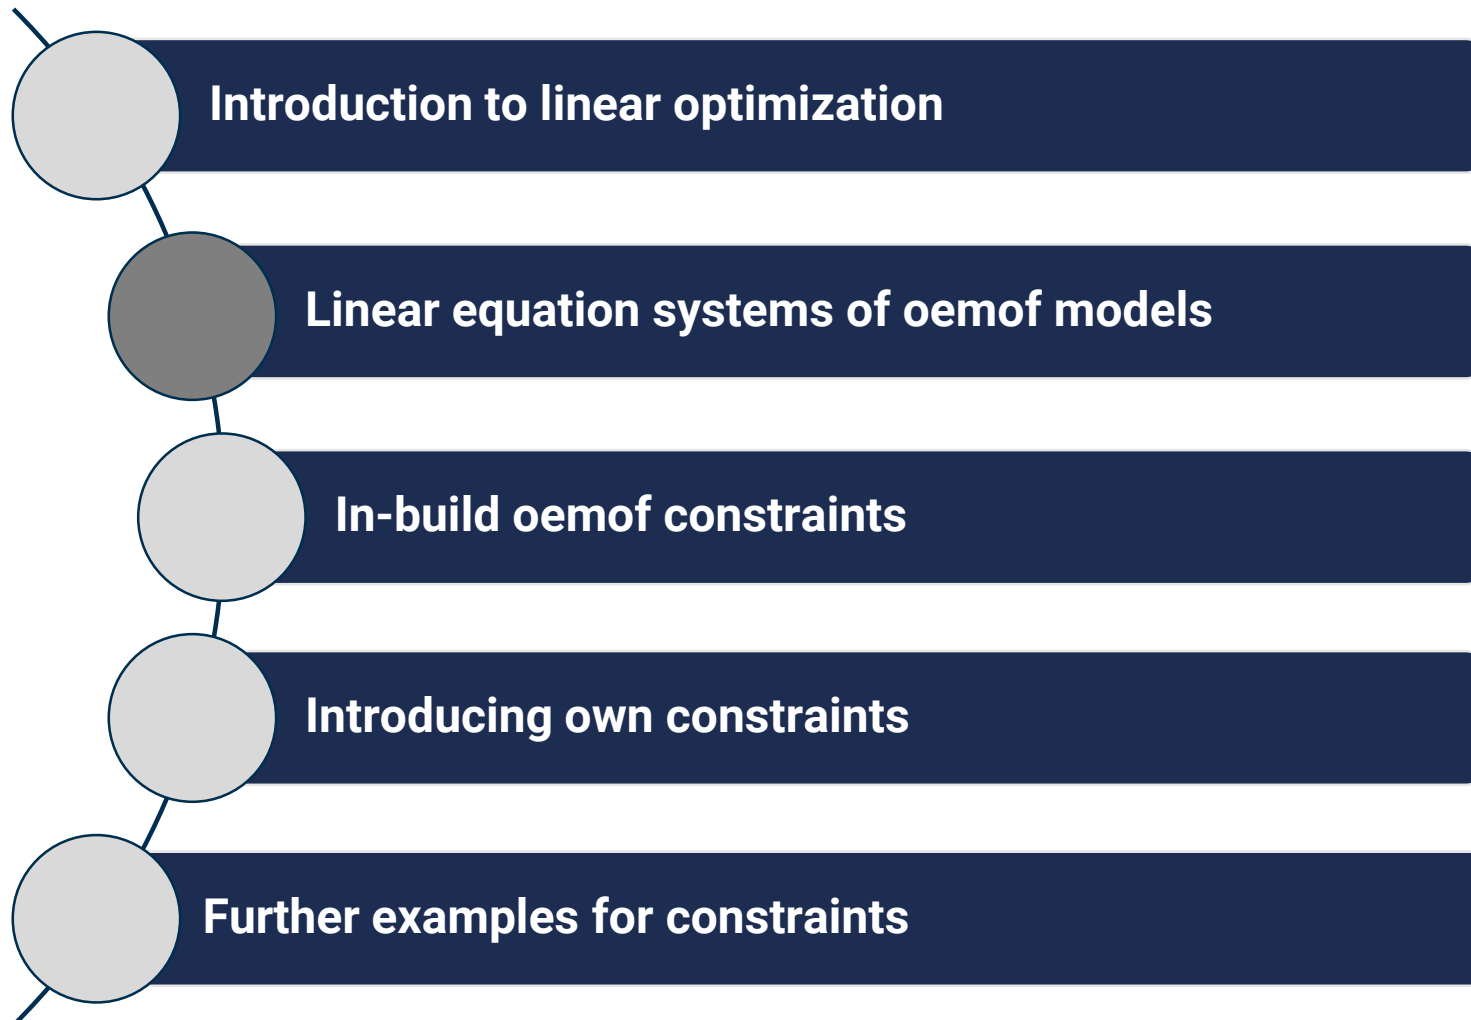 Introduction to linear optimization
Linear equation systems of oemof models
In-build oemof constraints
Introducing own constraints
Further examples for constraints